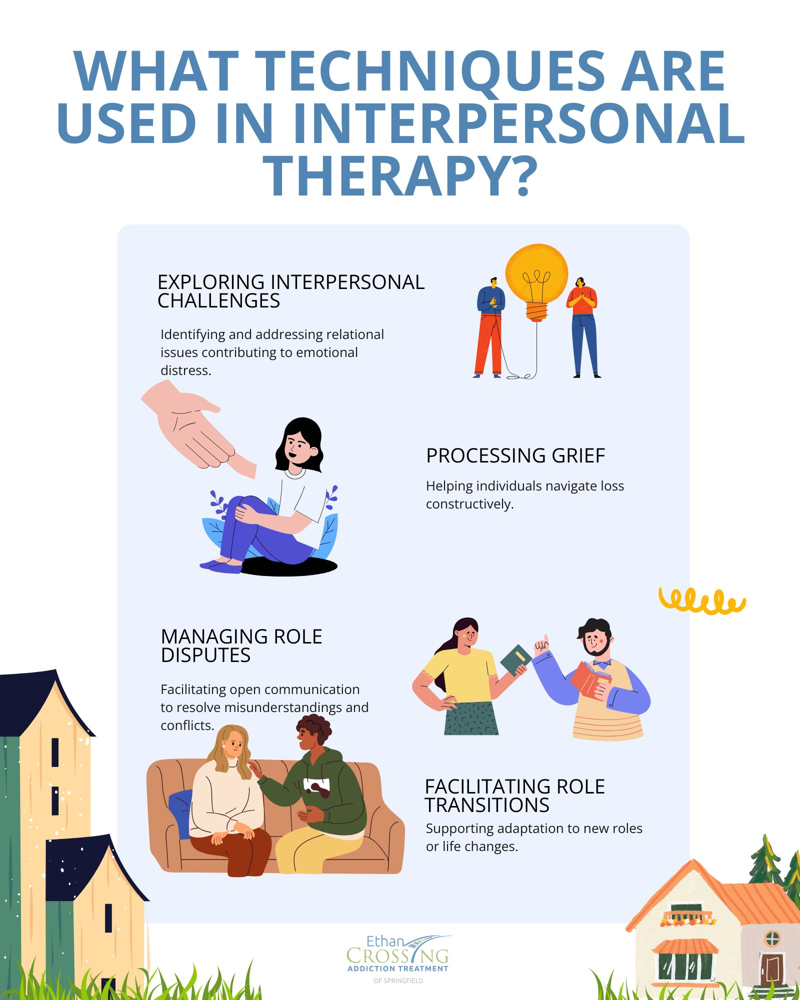 WHAT TECHNIQUES ARE
USED IN INTERPERSONAL
THERAPY?
EXPLORING INTERPERSONAL
CHALLENGES
Identifying and addressing relational
issues contributing to emotional
distress.
PROCESSING GRIEF
Helping individuals navigate loss
constructively.
MANAGING ROLE
DISPUTES
Facilitating open communication
to resolve misunderstandings and
conflicts.
FACILITATING ROLE
TRANSITIONS
Supporting adaptation to new roles
or life changes.
Ethan
CROSSING
ADDICTION TREATMENT
OF SPRINGFIELD